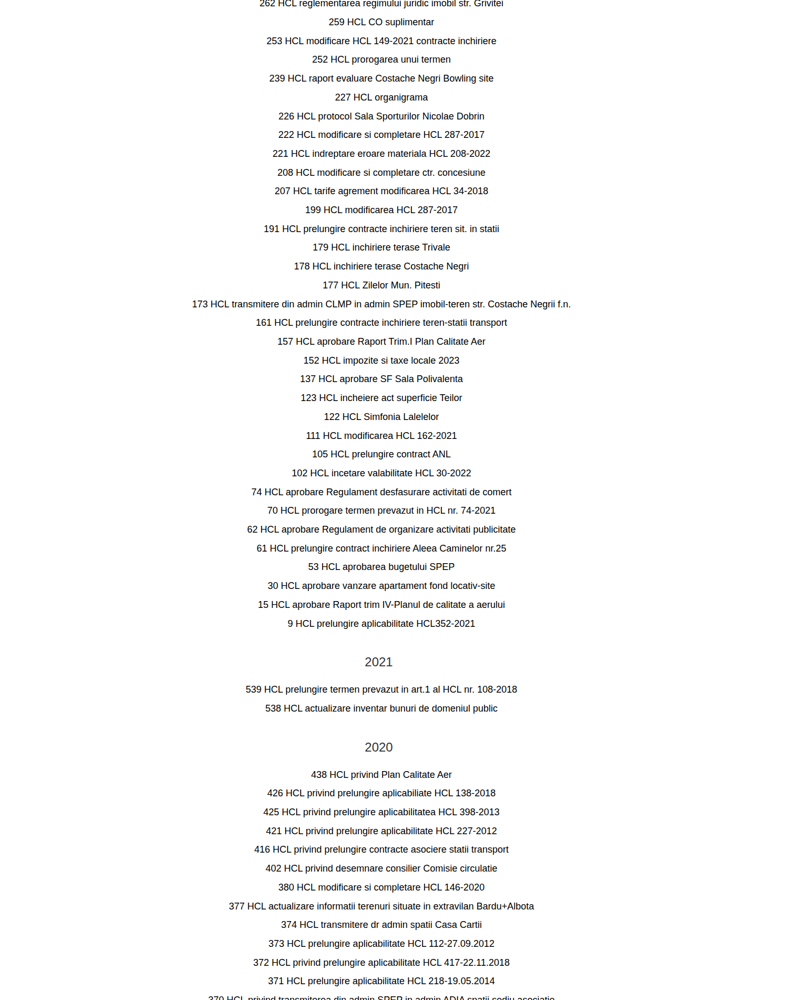 262 HCL reglementarea regimului juridic imobil str. Grivitei
259 HCL CO suplimentar
253 HCL modificare HCL 149-2021 contracte inchiriere
252 HCL prorogarea unui termen
239 HCL raport evaluare Costache Negri Bowling site
227 HCL organigrama
226 HCL protocol Sala Sporturilor Nicolae Dobrin
222 HCL modificare si completare HCL 287-2017
221 HCL indreptare eroare materiala HCL 208-2022
208 HCL modificare si completare ctr. concesiune
207 HCL tarife agrement modificarea HCL 34-2018
199 HCL modificarea HCL 287-2017
191 HCL prelungire contracte inchiriere teren sit. in statii
179 HCL inchiriere terase Trivale
178 HCL inchiriere terase Costache Negri
177 HCL Zilelor Mun. Pitesti
173 HCL transmitere din admin CLMP in admin SPEP imobil-teren str. Costache Negrii f.n.
161 HCL prelungire contracte inchiriere teren-statii transport
157 HCL aprobare Raport Trim.I Plan Calitate Aer
152 HCL impozite si taxe locale 2023
137 HCL aprobare SF Sala Polivalenta
123 HCL incheiere act superficie Teilor
122 HCL Simfonia Lalelelor
111 HCL modificarea HCL 162-2021
105 HCL prelungire contract ANL
102 HCL incetare valabilitate HCL 30-2022
74 HCL aprobare Regulament desfasurare activitati de comert
70 HCL prorogare termen prevazut in HCL nr. 74-2021
62 HCL aprobare Regulament de organizare activitati publicitate
61 HCL prelungire contract inchiriere Aleea Caminelor nr.25
53 HCL aprobarea bugetului SPEP
30 HCL aprobare vanzare apartament fond locativ-site
15 HCL aprobare Raport trim IV-Planul de calitate a aerului
9 HCL prelungire aplicabilitate HCL352-2021
2021
539 HCL prelungire termen prevazut in art.1 al HCL nr. 108-2018
538 HCL actualizare inventar bunuri de domeniul public
2020
438 HCL privind Plan Calitate Aer
426 HCL privind prelungire aplicabiliate HCL 138-2018
425 HCL privind prelungire aplicabilitatea HCL 398-2013
421 HCL privind prelungire aplicabilitate HCL 227-2012
416 HCL privind prelungire contracte asociere statii transport
402 HCL privind desemnare consilier Comisie circulatie
380 HCL modificare si completare HCL 146-2020
377 HCL actualizare informatii terenuri situate in extravilan Bardu+Albota
374 HCL transmitere dr admin spatii Casa Cartii
373 HCL prelungire aplicabilitate HCL 112-27.09.2012
372 HCL privind prelungire aplicabilitate HCL 417-22.11.2018
371 HCL prelungire aplicabilitate HCL 218-19.05.2014
370 HCL privind transmiterea din admin SPEP in admin ADIA spatii sediu asociatie